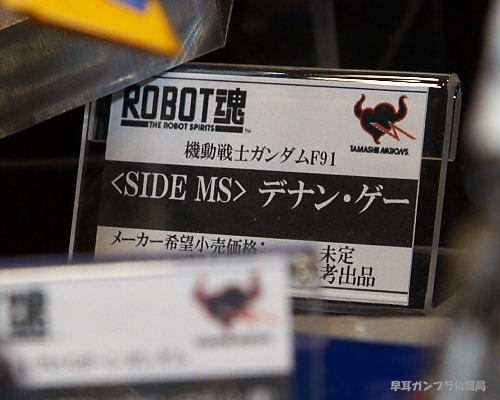 ROBOT魂
THE ROBOT SPIRITS
TAMASHII NATIONS
機動戦士ガンダムF91
<SIDE MS> デナン・ゲー
メーカー希望小売価格: 未定
考出品
魂
早耳ガンプラ情報局